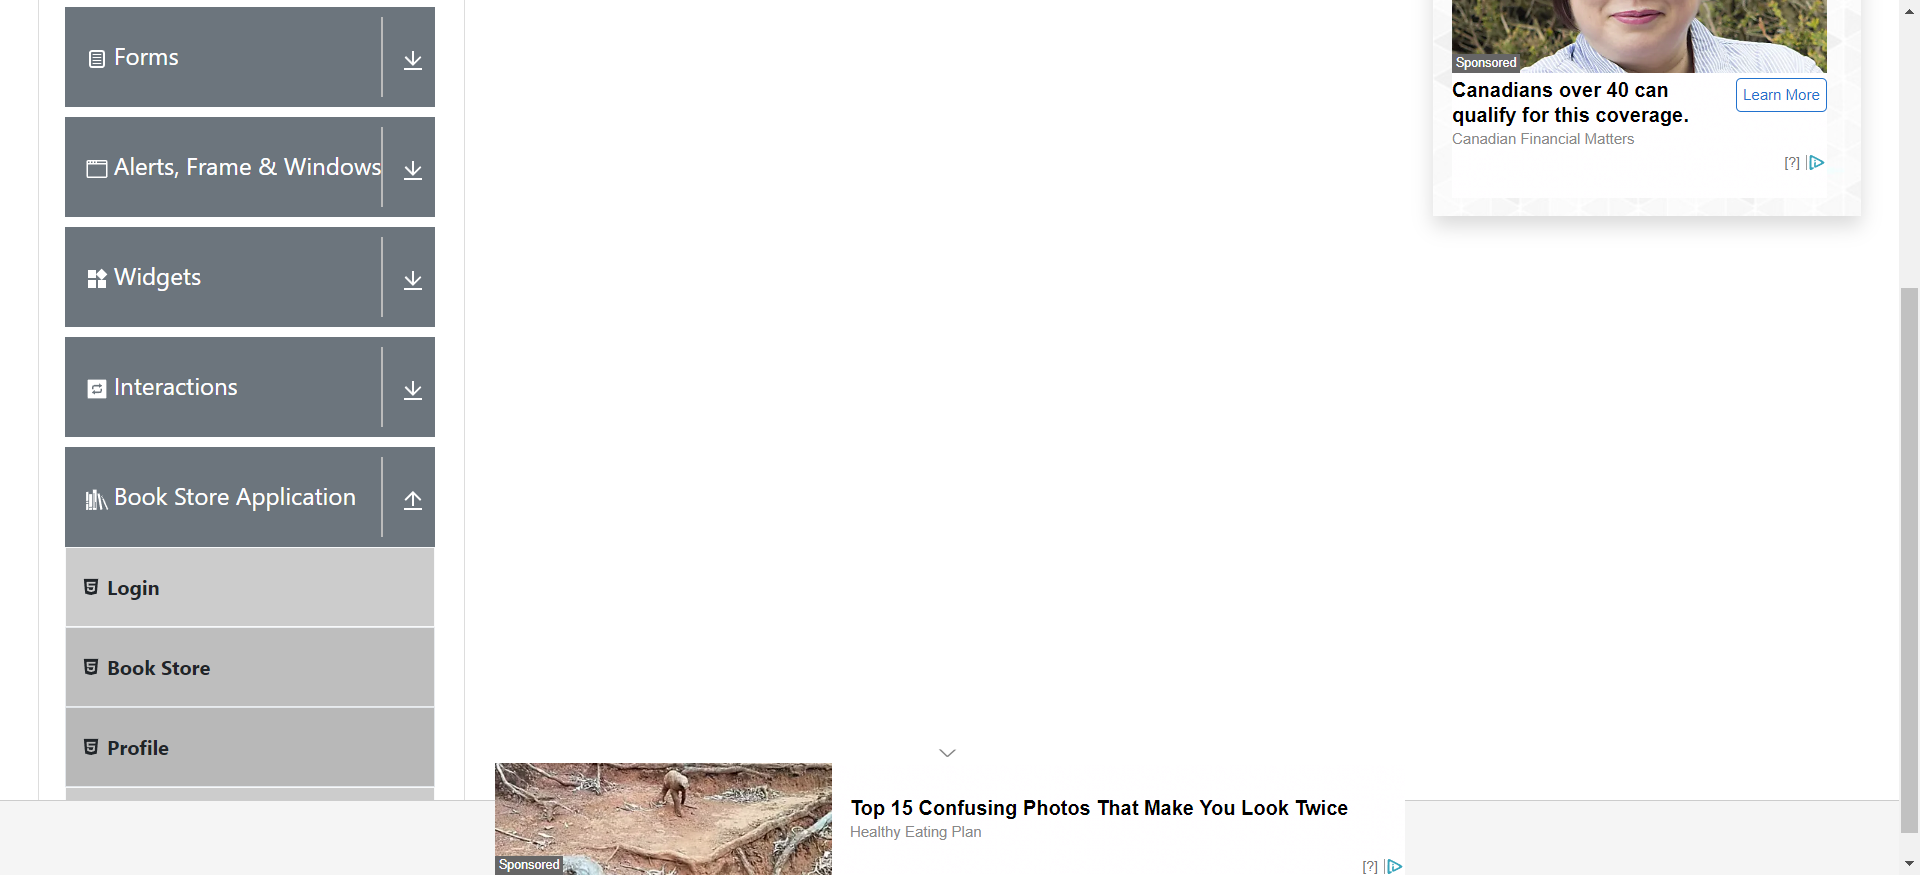 Forms
Alerts, Frame & Windows
Widgets
Interactions
Book Store Application
Login
Book Store
Profile
Sponsored
Canadians over 40 can
qualify for this coverage.
Learn More
Canadian Financial Matters
[?]
Top 15 Confusing Photos That Make You Look Twice
Healthy Eating Plan
Sponsored
[?]